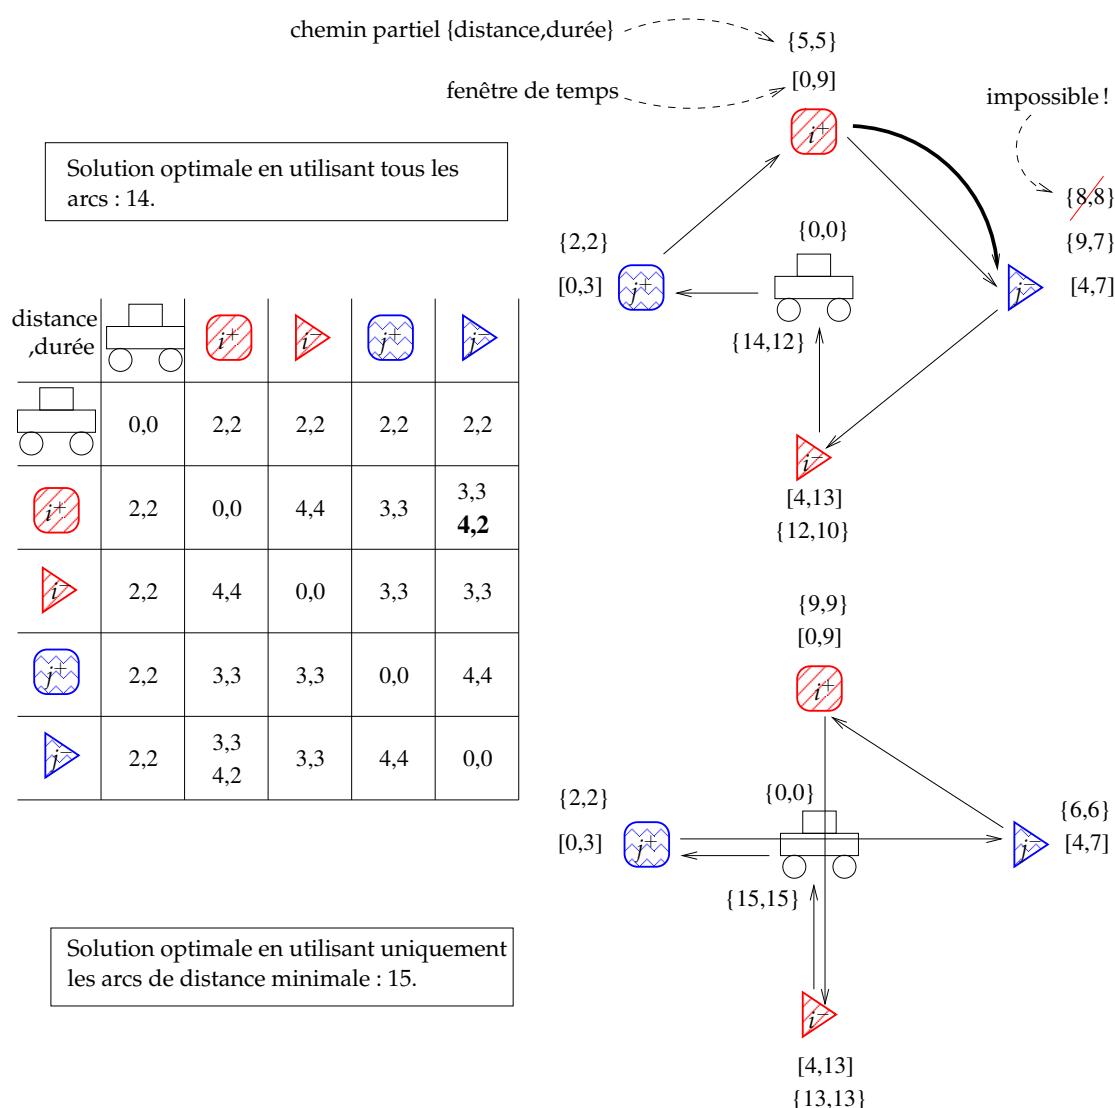 chemin partiel {distance,durée}
{5,5}
fenêtre de temps
[0,9]
impossible !
i+
Solution optimale en utilisant tous les
arcs : 14.
{8,8}
{2,2}
{0,0}
{9,7}
[0,3]
j+
j−
[4,7]
{14,12}
i−
[4,13]
{12,10}
distance
,durée
i+
i−
j+
j−
0,0
2,2
2,2
2,2
2,2
i+
2,2
0,0
4,4
3,3
3,3
4,2
i−
2,2
4,4
0,0
3,3
3,3
j+
2,2
3,3
3,3
0,0
4,4
j−
2,2
3,3
4,2
3,3
4,4
0,0
{9,9}
[0,9]
i+
{2,2}
{0,0}
{6,6}
[0,3]
j+
j−
[4,7]
{15,15}
Solution optimale en utilisant uniquement
les arcs de distance minimale : 15.
i−
[4,13]
{13,13}